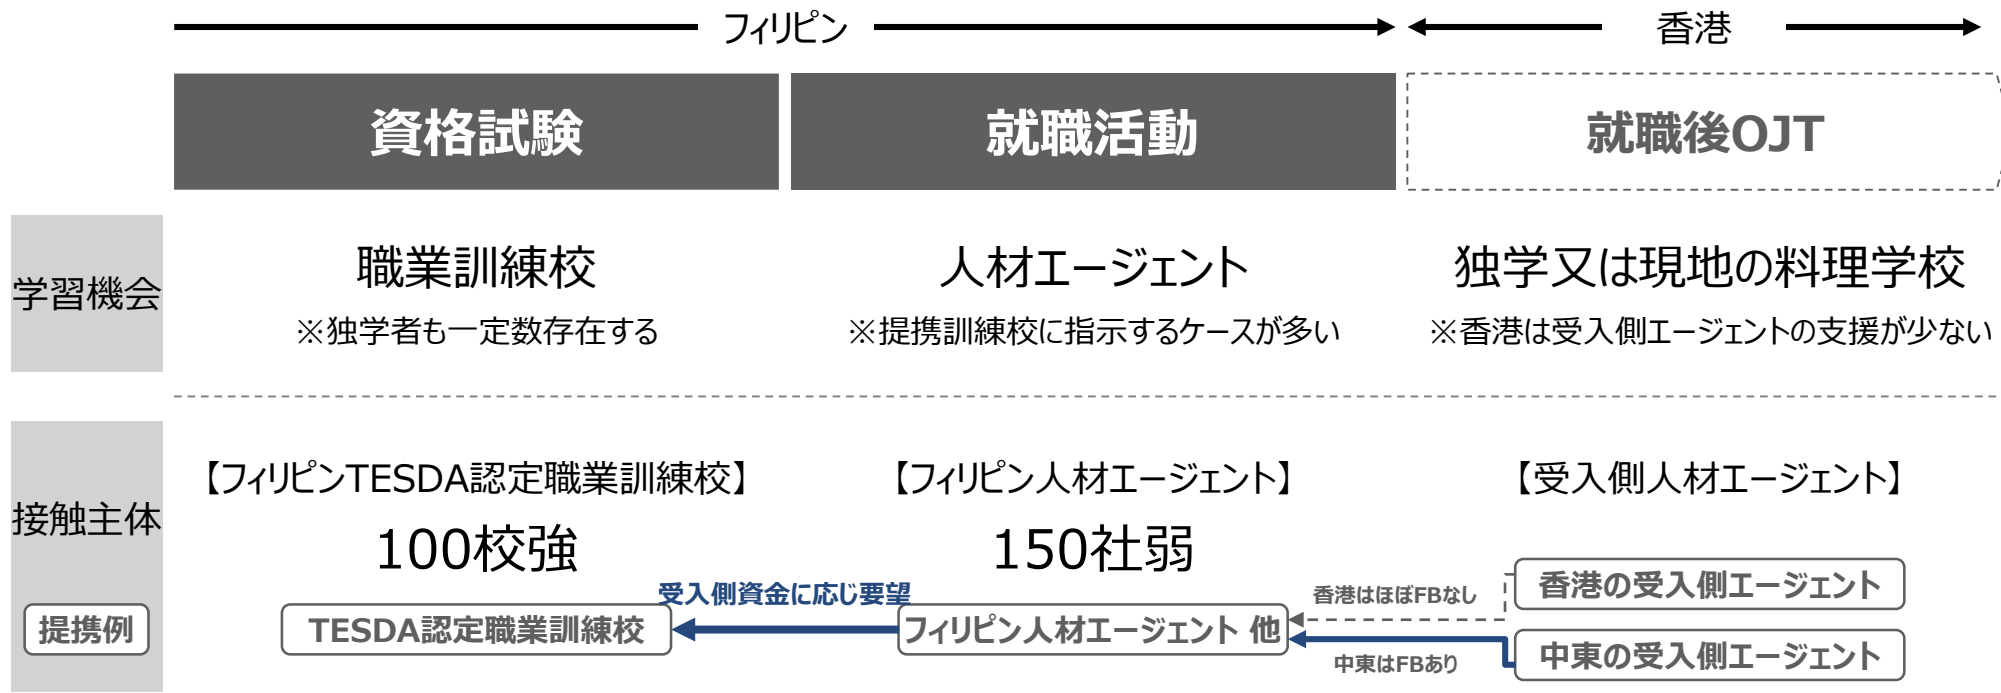 フィリピン
香港
資格試験
就職活動
就職後OJT
学習機会
職業訓練校
※独学者も一定数存在する
人材エージェント
※提携訓練校に指示するケースが多い
独学又は現地の料理学校
※香港は受入側エージェントの支援が少ない
接触主体
【フィリピンTESDA認定職業訓練校】
100校強
【フィリピン人材エージェント】
150社弱
【受入側人材エージェント】
提携例
TESDA認定職業訓練校
受入側資金に応じ要望
フィリピン人材エージェント 他
香港はほぼFBなし
中東はFBあり
香港の受入側エージェント
中東の受入側エージェント